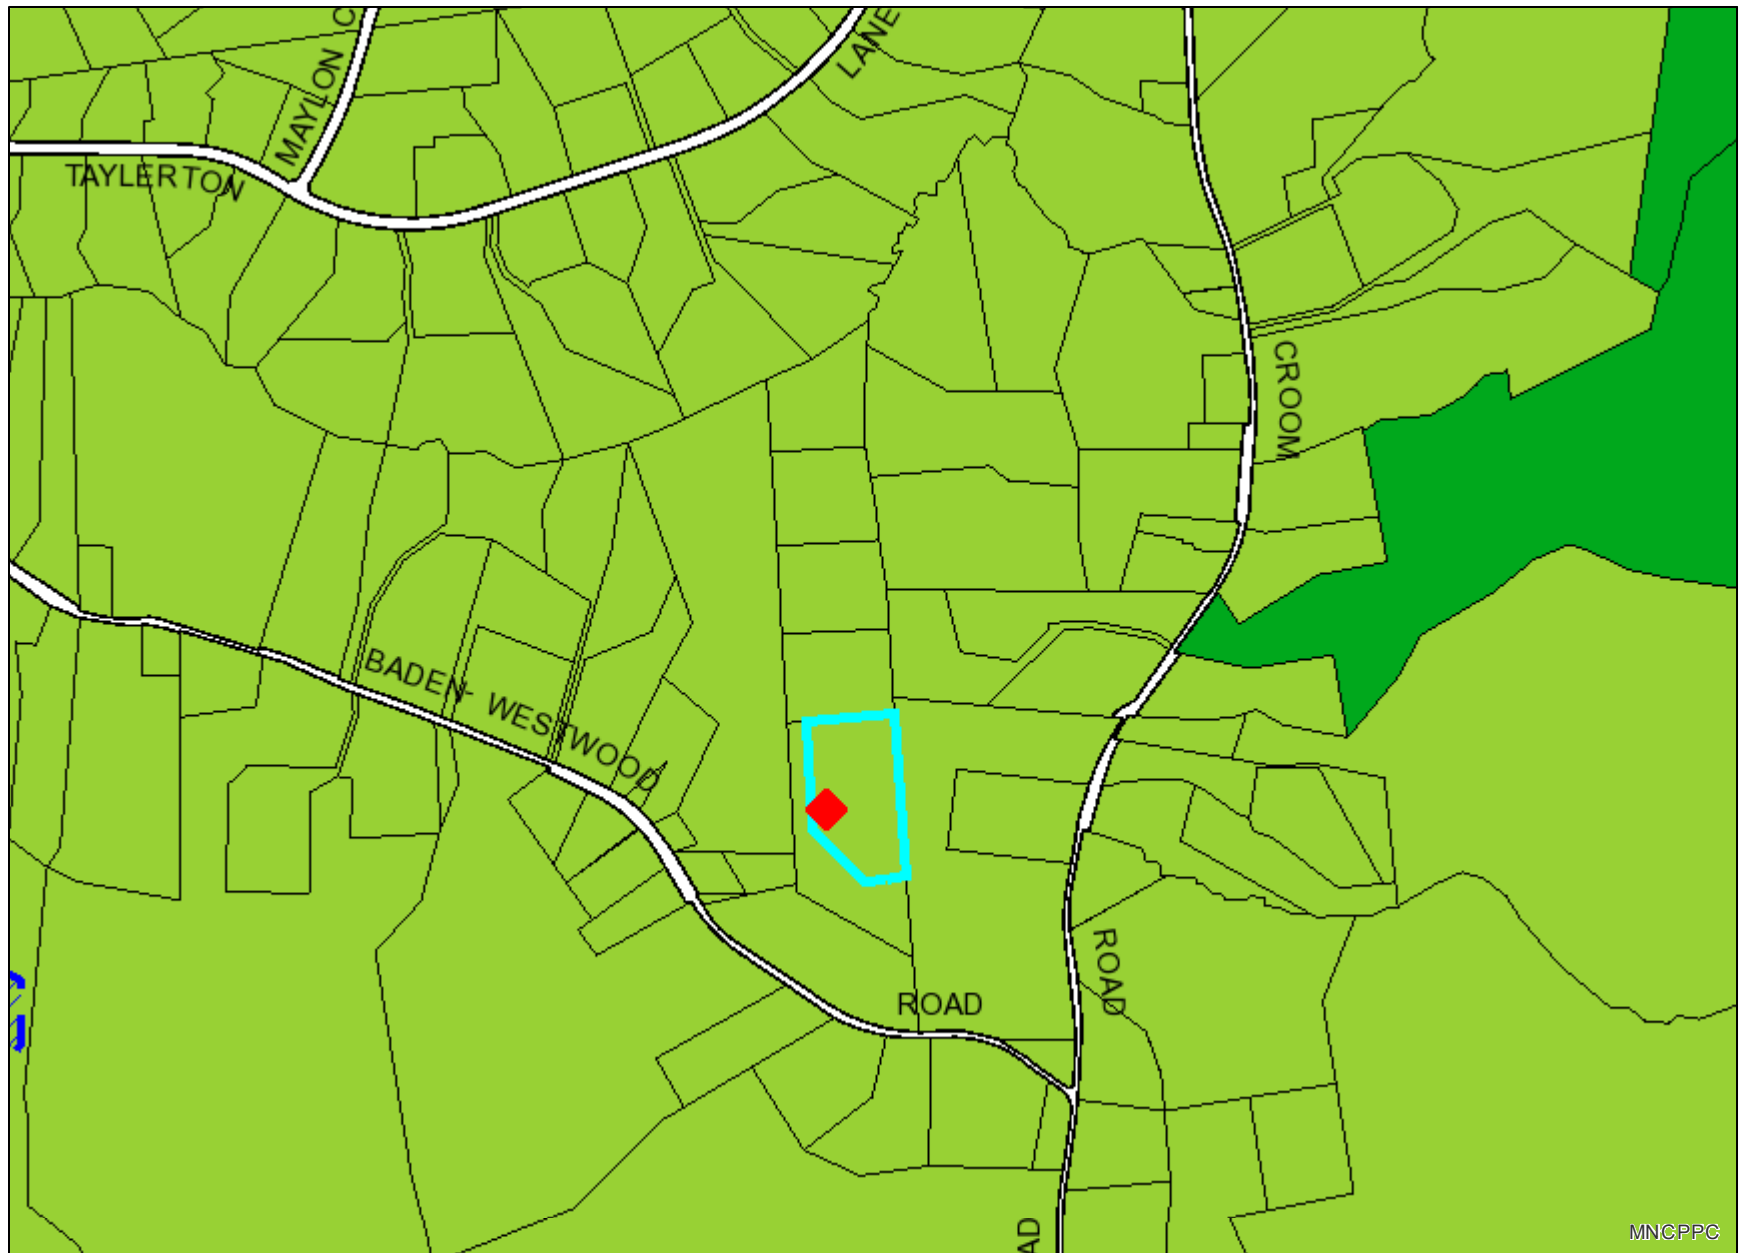 MAYLON C
LANE
TAYLERTON
CROOM
BADEN- WESTWOOD
ROAD
ROAD
AD
MNCPPC